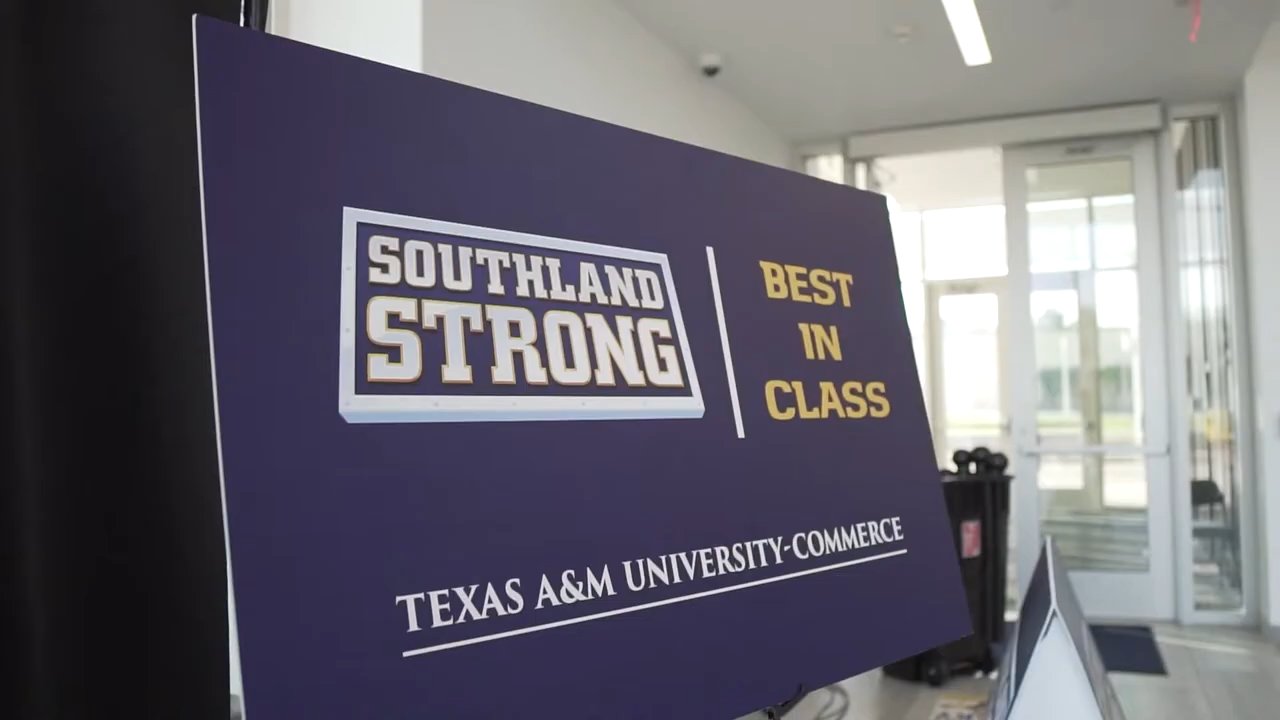 SOUTHLAND
STRONG
BEST
IN
CLASS
TEXAS A&M UNIVERSITY-COMMERCE